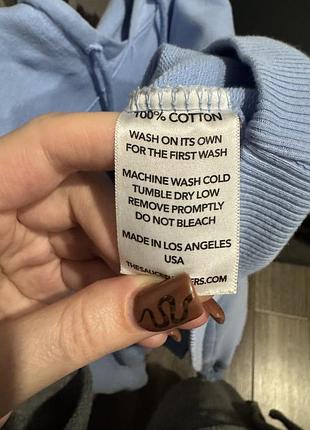 100% COTTON
WASH ON ITS OWN
FOR THE FIRST WASH
MACHINE WASH COLD
TUMBLE DRY LOW
REMOVE PROMPTLY
DO NOT BLEACH
MADE IN LOS ANGELES
USA